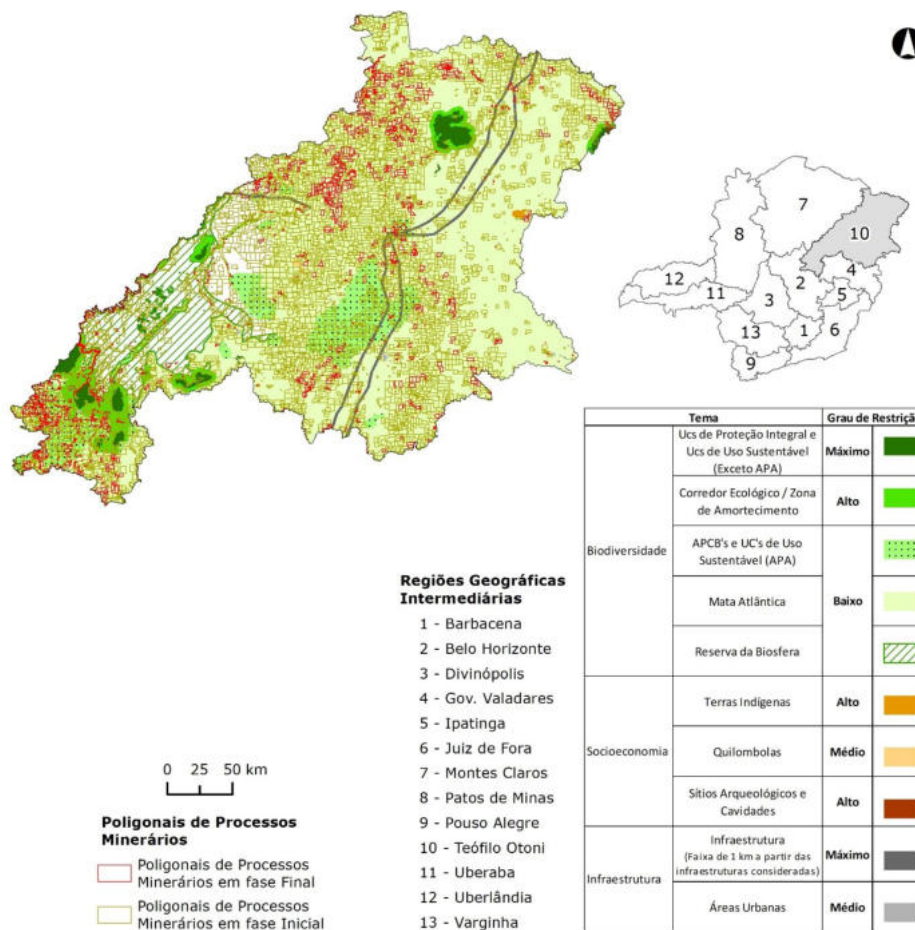 7
8
10
12
11
2
4
3
5
13
1
6
9
Tema
Grau de Restriçã
Biodiversidade
Ucs de Proteção Integral e
Ucs de Uso Sustentável
(Exceto APA)
Máximo
Corredor Ecológico / Zona
de Amortecimento
Alto
APCB's e UC's de Uso
Sustentável (APA)
Mata Atlântica
Baixo
Reserva da Biosfera
Socioeconomia
Terras Indígenas
Alto
Quilombolas
Médio
Sítios Arqueológicos e
Cavidades
Alto
Infraestrutura
Infraestrutura
(Faixa de 1 km a partir das
infraestruturas consideradas)
Máximo
Áreas Urbanas
Médio
Regiões Geográficas
Intermediárias
1 - Barbacena
2 - Belo Horizonte
3 - Divinópolis
4 - Gov. Valadares
5 - Ipatinga
6 - Juiz de Fora
7 - Montes Claros
8 - Patos de Minas
9 - Pouso Alegre
10 - Teófilo Otoni
11 - Uberaba
12 - Uberlândia
13 - Varginha
0 25 50 km
Poligonais de Processos
Minerários
Poligonais de Processos
Minerários em fase Final
Poligonais de Processos
Minerários em fase Inicial